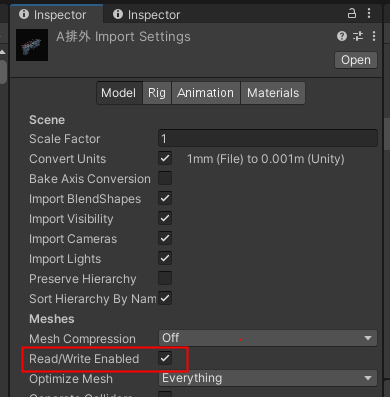 Inspector
Inspector
A排外 Import Settings
Open
Model Rig Animation Materials
Scene
Scale Factor 1
Convert Units 1mm (File) to 0.001m (Unity)
Bake Axis Conversion
Import BlendShapes
Import Visibility
Import Cameras
Import Lights
Preserve Hierarchy
Sort Hierarchy By Nam
Meshes
Mesh Compression Off
Read/Write Enabled
Optimize Mesh Everything
Generate Colliders